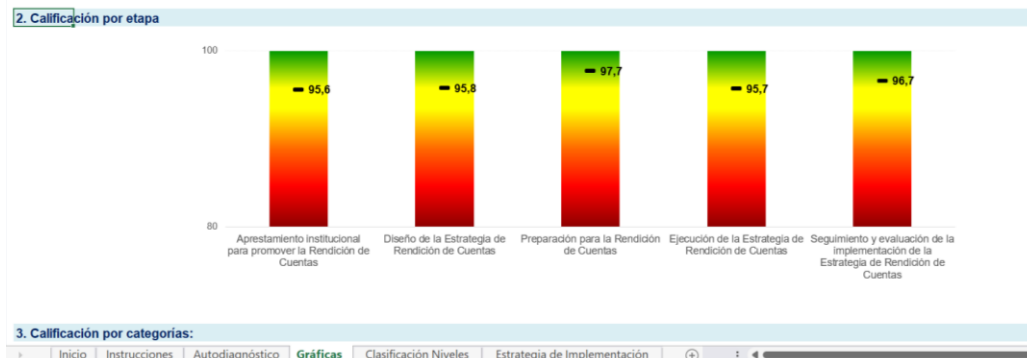 2. Calificación por etapa
100
95,6
95,8
97,7
95,7
96,7
80
Aprestamiento institucional
para promover la Rendición de
Cuentas
Diseño de la Estrategia de
Rendición de Cuentas
Preparación para la Rendición
de Cuentas
Ejecución de la Estrategia de
Rendición de Cuentas
Seguimiento y evaluación de la
implementación de la
Estrategia de Rendición de
Cuentas
3. Calificación por categorías:
Inicio
Instrucciones
Autodiagnóstico
Gráficas
Clasificación Niveles
Estrategia de Implementación